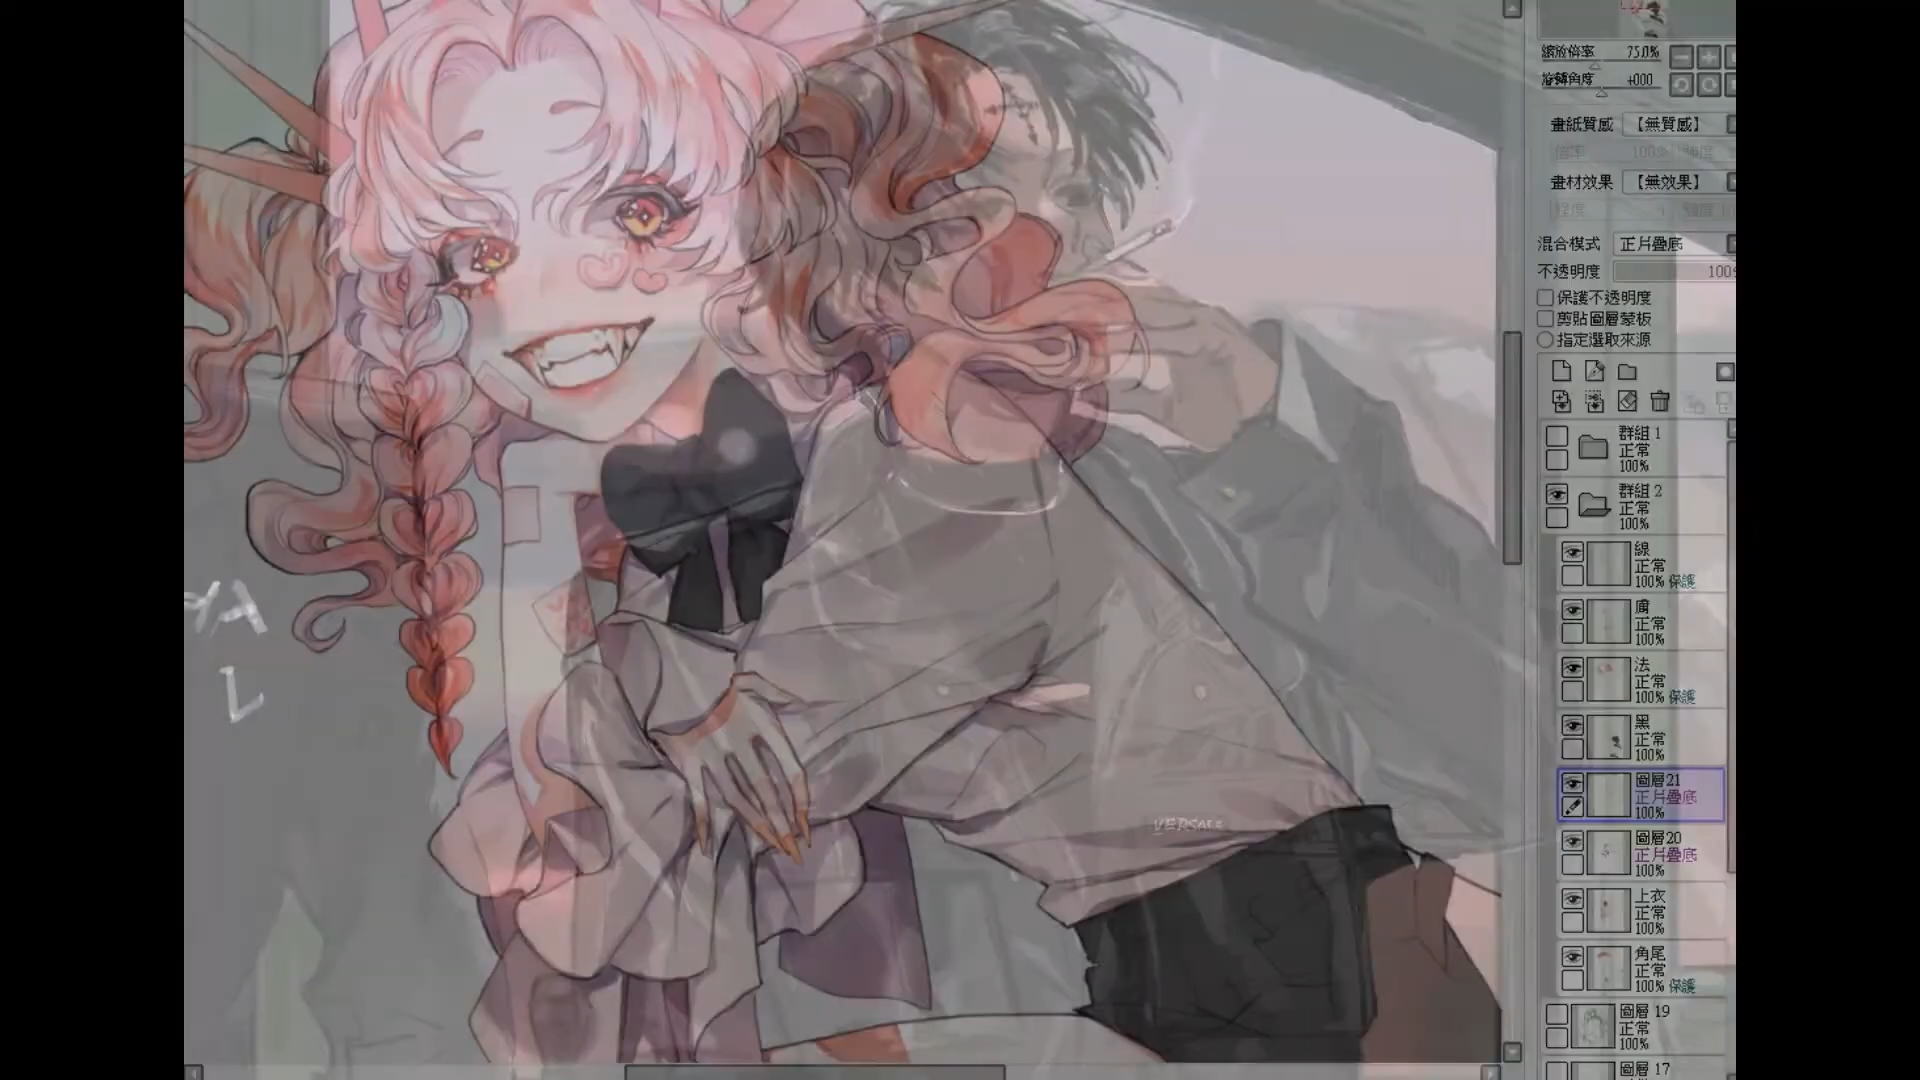 縮放倍率 75.0%
旋轉角度 +000
畫紙質感 【無質感】
倍率 100%
畫材效果 【無效果】
混合模式 正片疊底
不透明度 100%
保護不透明度
剪貼圖層蒙板
指定選取來源
群組 1
正常
100%
群組 2
正常
100%
線
正常
100% 保護
膚
正常
100%
法
正常
100% 保護
黑
正常
100%
圖層21
正片疊底
100%
圖層20
正片疊底
100%
上衣
正常
100%
角尾
正常
100% 保護
圖層 19
正常
100%
圖層 17
YA
L